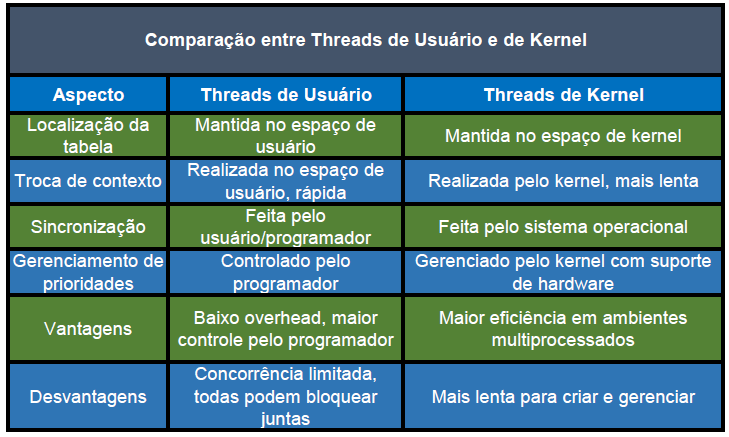 Comparação entre Threads de Usuário e de Kernel
Aspecto
Threads de Usuário
Threads de Kernel
Localização da
tabela
Mantida no espaço de
usuário
Mantida no espaço de kernel
Troca de contexto
Realizada no espaço de
usuário, rápida
Realizada pelo kernel, mais lenta
Sincronização
Feita pelo
usuário/programador
Feita pelo sistema operacional
Gerenciamento de
prioridades
Controlado pelo
programador
Gerenciado pelo kernel com suporte
de hardware
Vantagens
Baixo overhead, maior
controle pelo programador
Maior eficiência em ambientes
multiprocessados
Desvantagens
Concorrência limitada,
todas podem bloquear
juntas
Mais lenta para criar e gerenciar